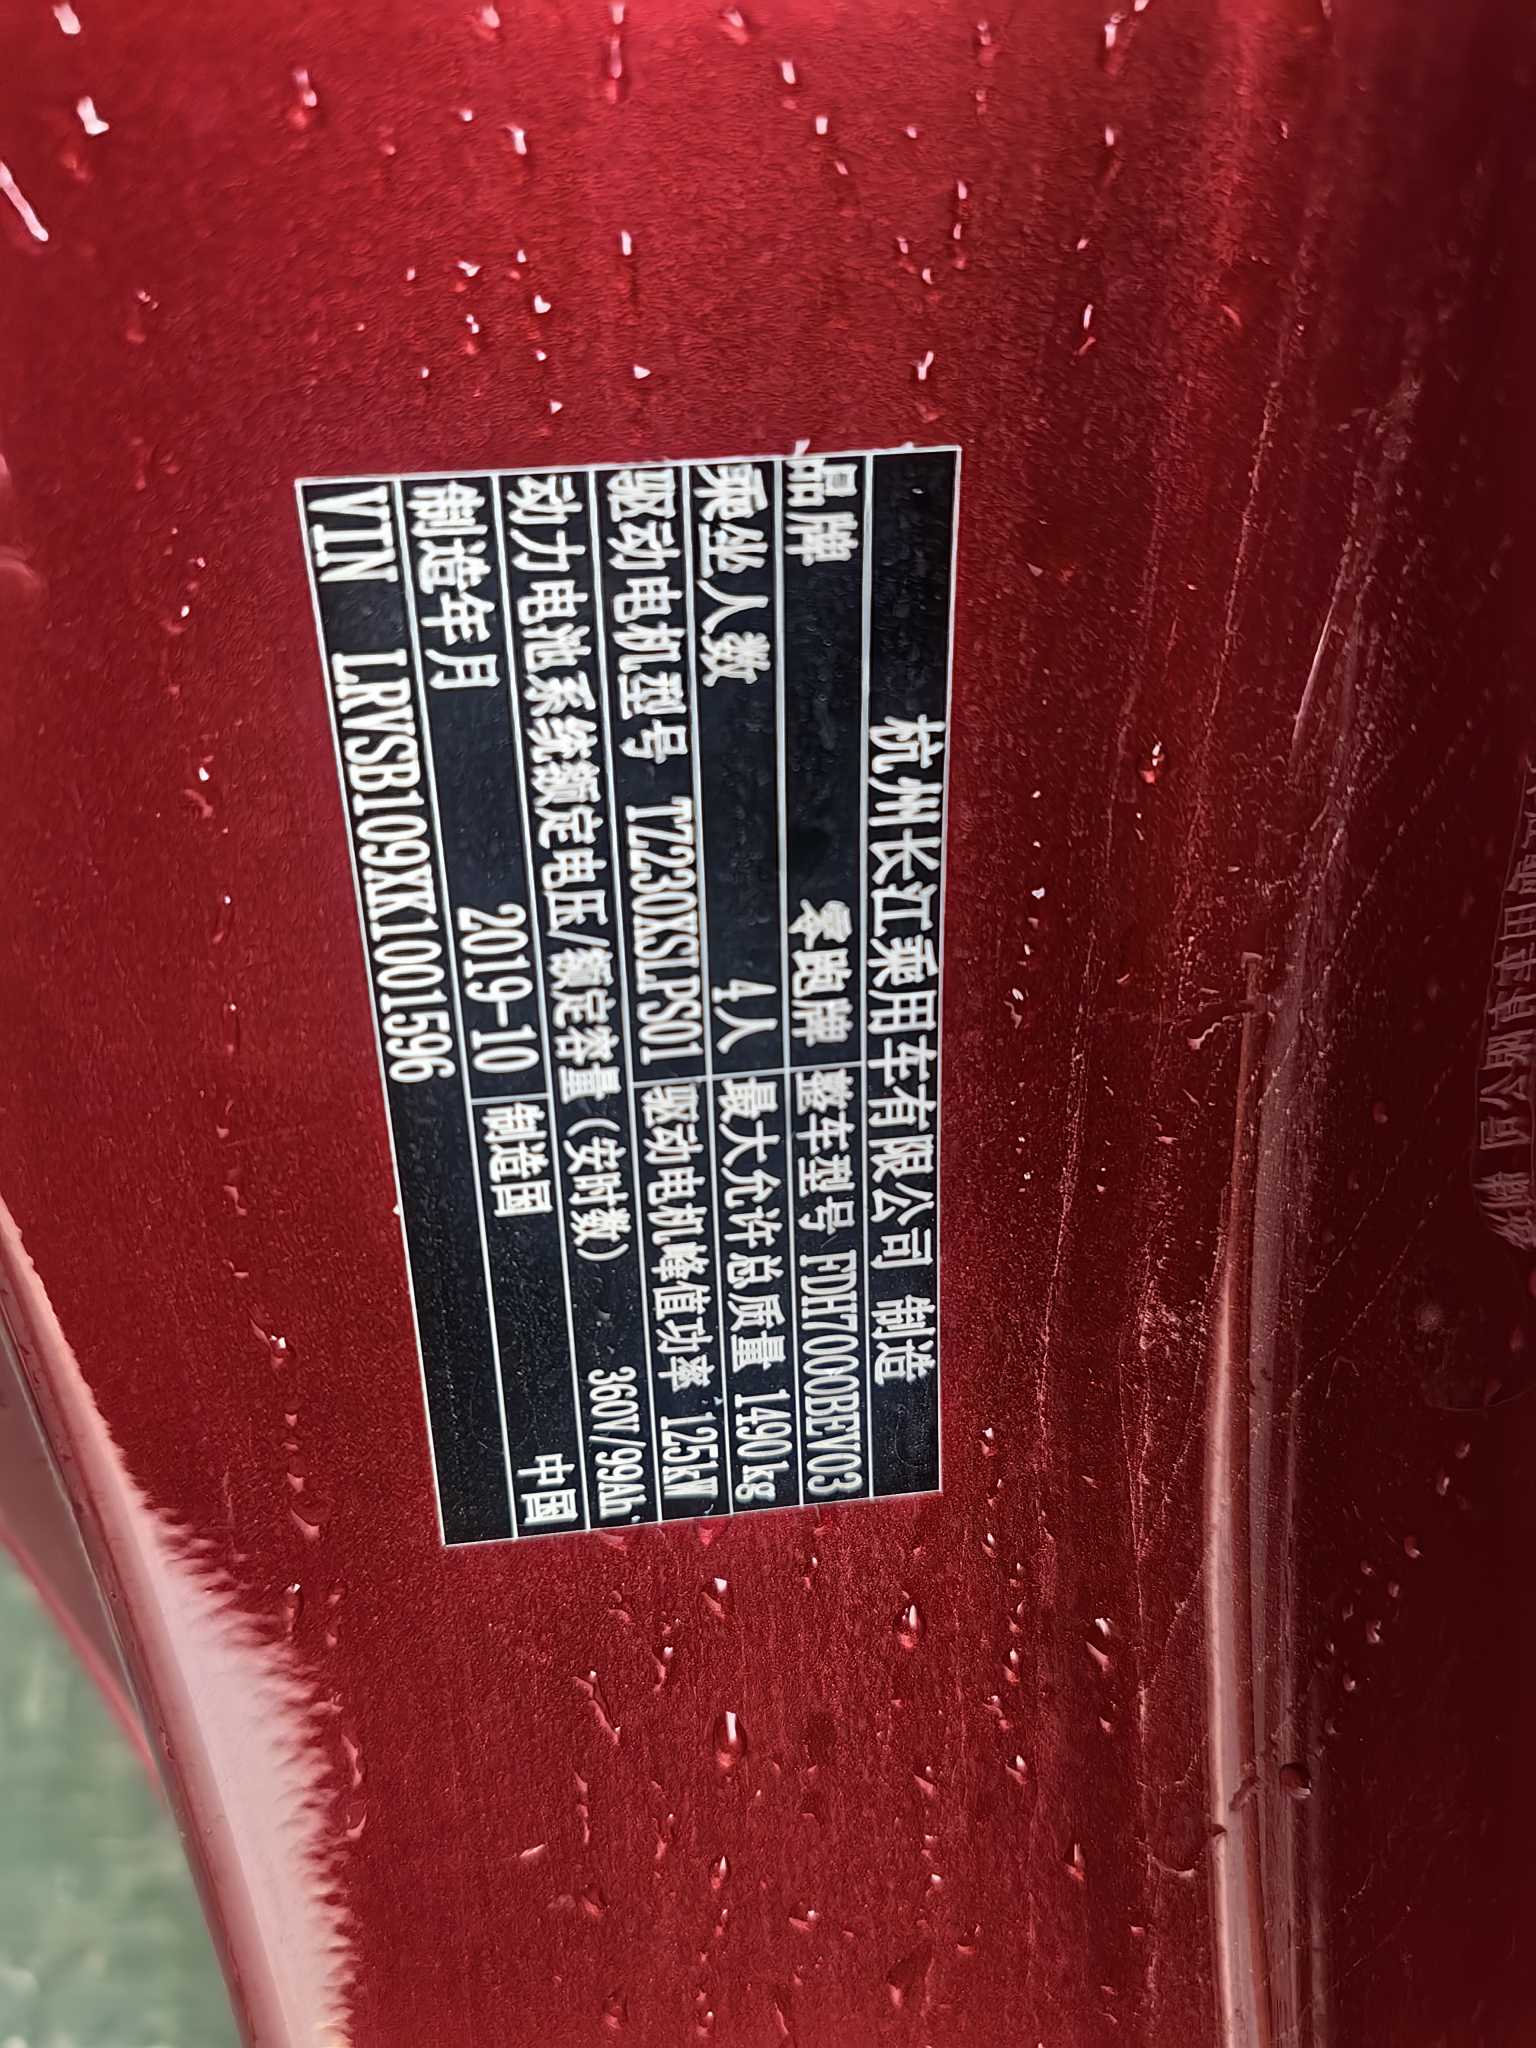 杭州长江乘用车有限公司 制造
品牌 零跑牌 整车型号 FDH7000BEV03
乘坐人数 4人 最大允许总质量 1490kg
驱动电机型号 TZ230XSLPS01 驱动电机峰值功率 125kW
动力电池系统额定电压/额定容量（安时数） 360V/99Ah
制造年月 2019-10 制造国 中国
VIN LRVSB109XK1001596